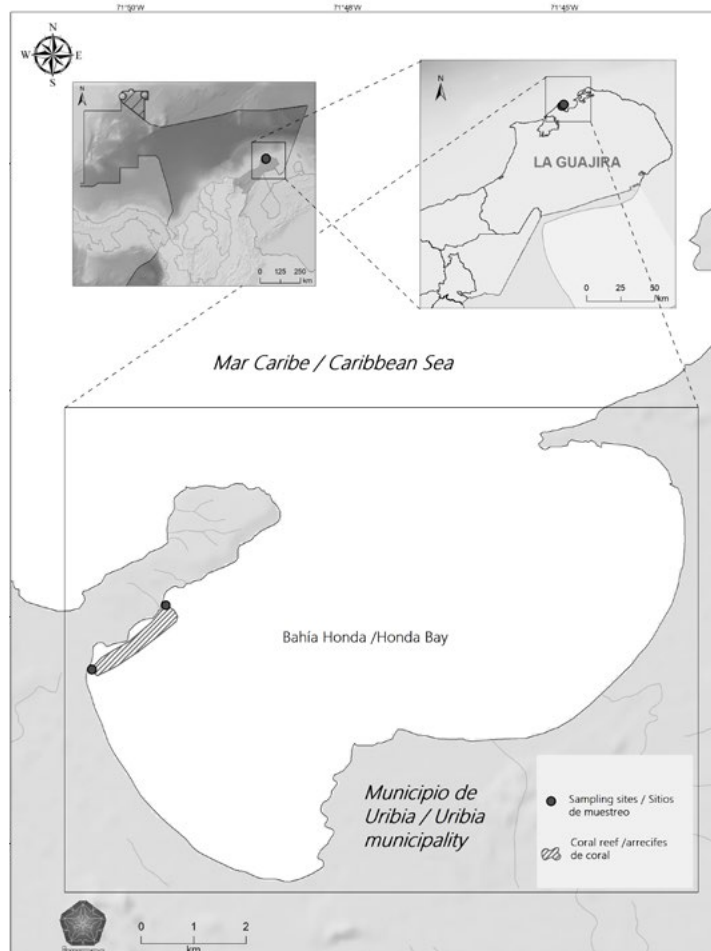 71°50'W 71°48'W 71°45'W
N
W E
S
N
0 125 250
km
N
LA GUAJIRA
0 25 50
km
Mar Caribe / Caribbean Sea
Bahía Honda /Honda Bay
Municipio de
Uribia / Uribia
municipality
Sampling sites / Sitios
de muestreo
Coral reef /arrecifes
de coral
0 1 2
km